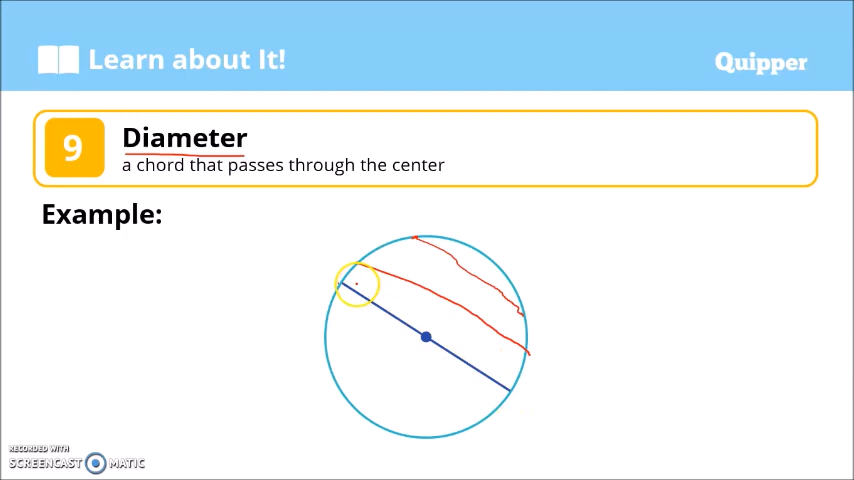 Learn about It!
Quipper
9
Diameter
a chord that passes through the center
Example:
RECORDED WITH
SCREENCAST MATIC